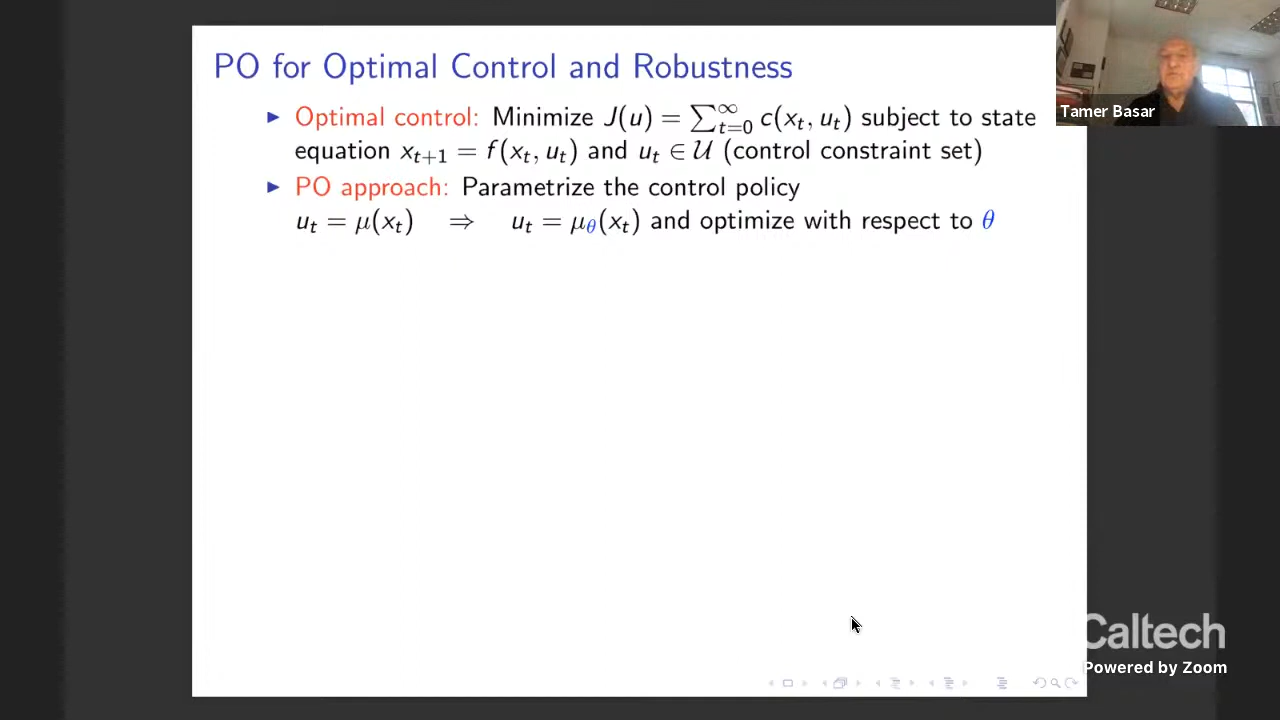 PO for Optimal Control and Robustness
Tamer Basar
▶ Optimal control: Minimize J(u) = ∑_{t=0}^{∞} c(x_t, u_t) subject to state
equation x_{t+1} = f(x_t, u_t) and u_t ∈ 𝒰 (control constraint set)
▶ PO approach: Parametrize the control policy
u_t = μ(x_t) ⇒ u_t = μ_θ(x_t) and optimize with respect to θ
Caltech
Powered by Zoom